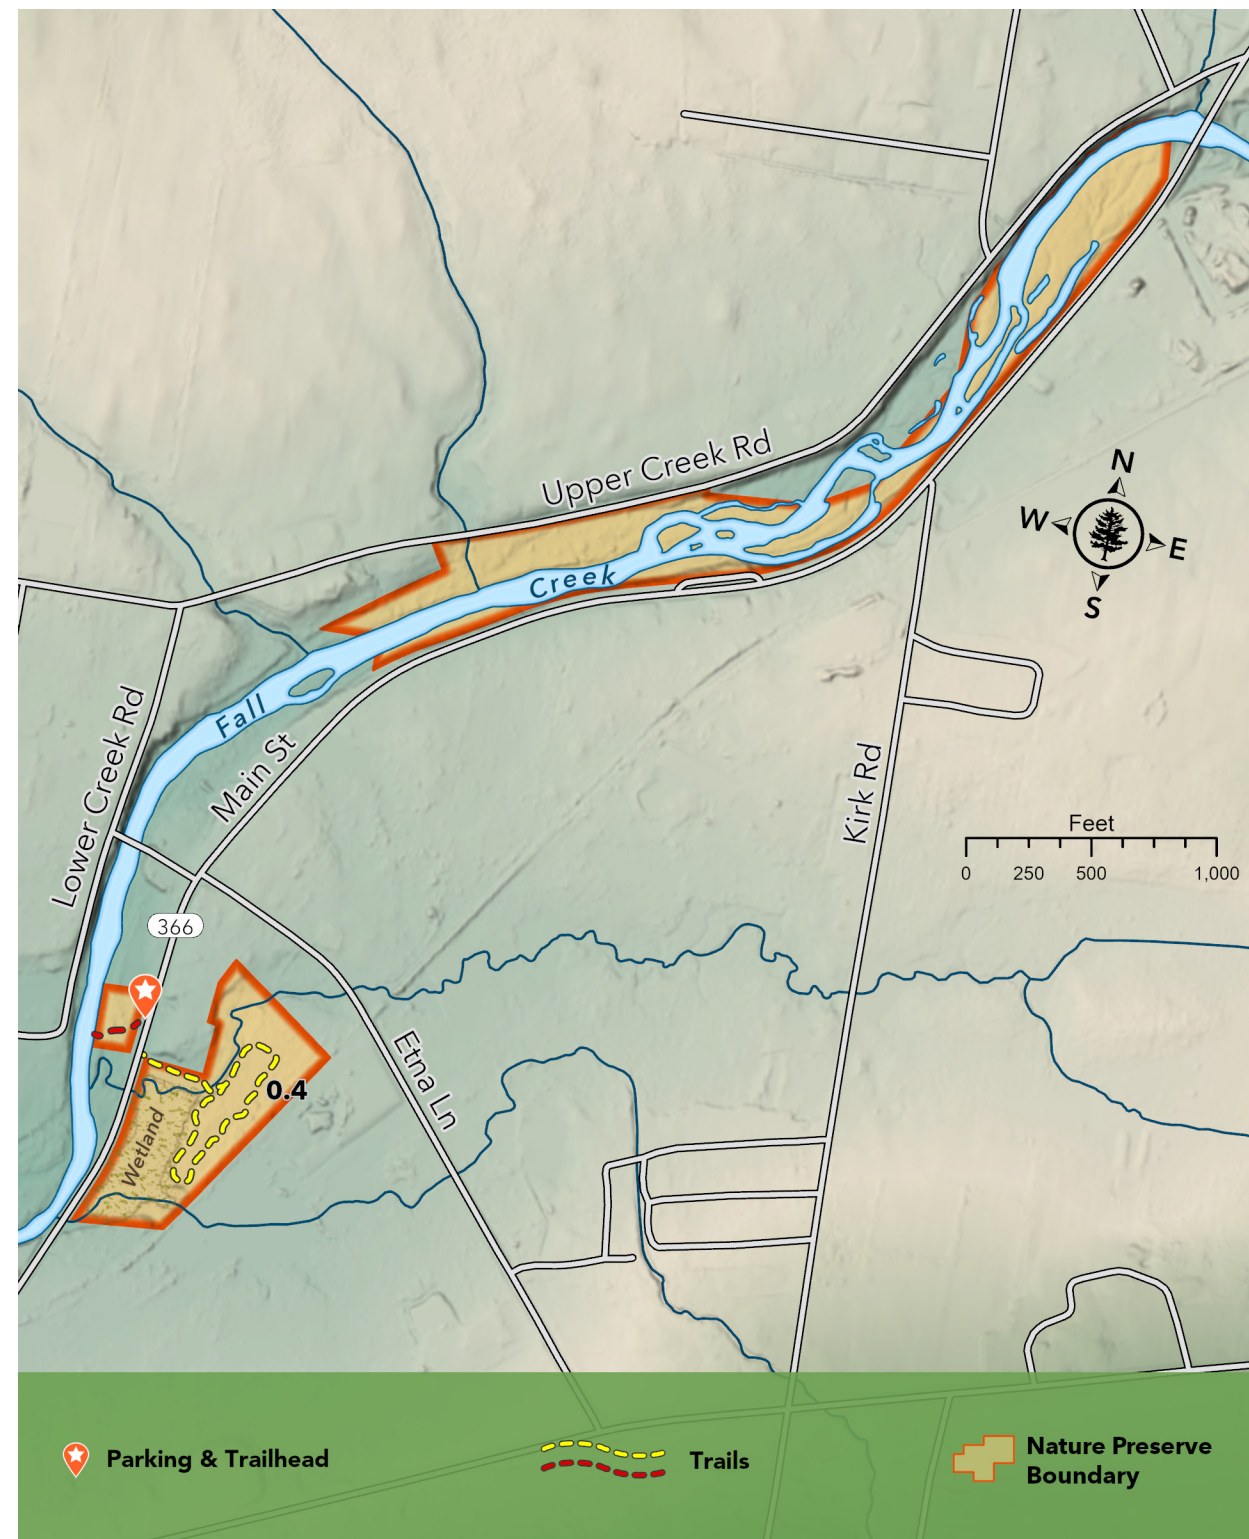 Upper Creek Rd
N
W
E
S
Creek
Fall
Lower Creek Rd
Main St
Kirk Rd
Feet
0 250 500 1,000
366
Etna Ln
0.4
Wetland
Parking & Trailhead
Trails
Nature Preserve
Boundary